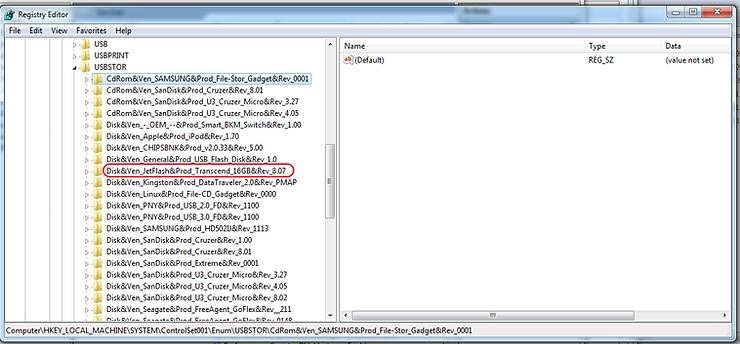 Registry Editor
File Edit View Favorites Help
USB
USBPRINT
USBSTOR
CdRom&Ven_SAMSUNG&Prod_File-Stor_Gadget&Rev_0001
CdRom&Ven_SanDisk&Prod_Cruzer&Rev_8.01
CdRom&Ven_SanDisk&Prod_U3_Cruzer_Micro&Rev_3.27
CdRom&Ven_SanDisk&Prod_U3_Cruzer_Micro&Rev_4.05
Disk&Ven_-_OEM_--&Prod_Smart_BKM_Switch&Rev_1.00
Disk&Ven_Apple&Prod_iPod&Rev_1.70
Disk&Ven_CHIPSBNK&Prod_v2.0.33&Rev_5.00
Disk&Ven_General&Prod_USB_Flash_Disk&Rev_1.0
Disk&Ven_JetFlash&Prod_Transcend_16GB&Rev_8.07
Disk&Ven_Kingston&Prod_DataTraveler_2.0&Rev_PMAP
Disk&Ven_Linux&Prod_File-CD_Gadget&Rev_0000
Disk&Ven_PNY&Prod_USB_2.0_FD&Rev_1100
Disk&Ven_PNY&Prod_USB_3.0_FD&Rev_1100
Disk&Ven_SAMSUNG&Prod_HD502IJ&Rev_1113
Disk&Ven_SanDisk&Prod_Cruzer&Rev_1.00
Disk&Ven_SanDisk&Prod_Cruzer&Rev_8.01
Disk&Ven_SanDisk&Prod_Extreme&Rev_0001
Disk&Ven_SanDisk&Prod_U3_Cruzer_Micro&Rev_3.27
Disk&Ven_SanDisk&Prod_U3_Cruzer_Micro&Rev_4.05
Disk&Ven_SanDisk&Prod_U3_Cruzer_Micro&Rev_8.02
Disk&Ven_Seagate&Prod_FreeAgent_GoFlex&Rev_.211
Disk&Ven_Seagate&Prod_FreeAgent_GoFlex&Rev_0148
Name Type Data
(Default) REG_SZ (value not set)
Computer\HKEY_LOCAL_MACHINE\SYSTEM\ControlSet001\Enum\USBSTOR\CdRom&Ven_SAMSUNG&Prod_File-Stor_Gadget&Rev_0001